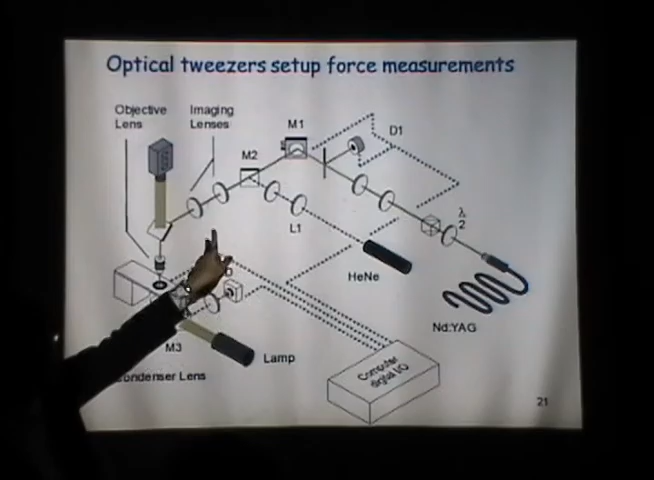 Optical tweezers setup force measurements
Objective
Lens
Imaging
Lenses
M1
D1
M2
L1
λ
2
HeNe
Nd:YAG
M3
Lamp
ondenser Lens
Computer
digital I/O
21